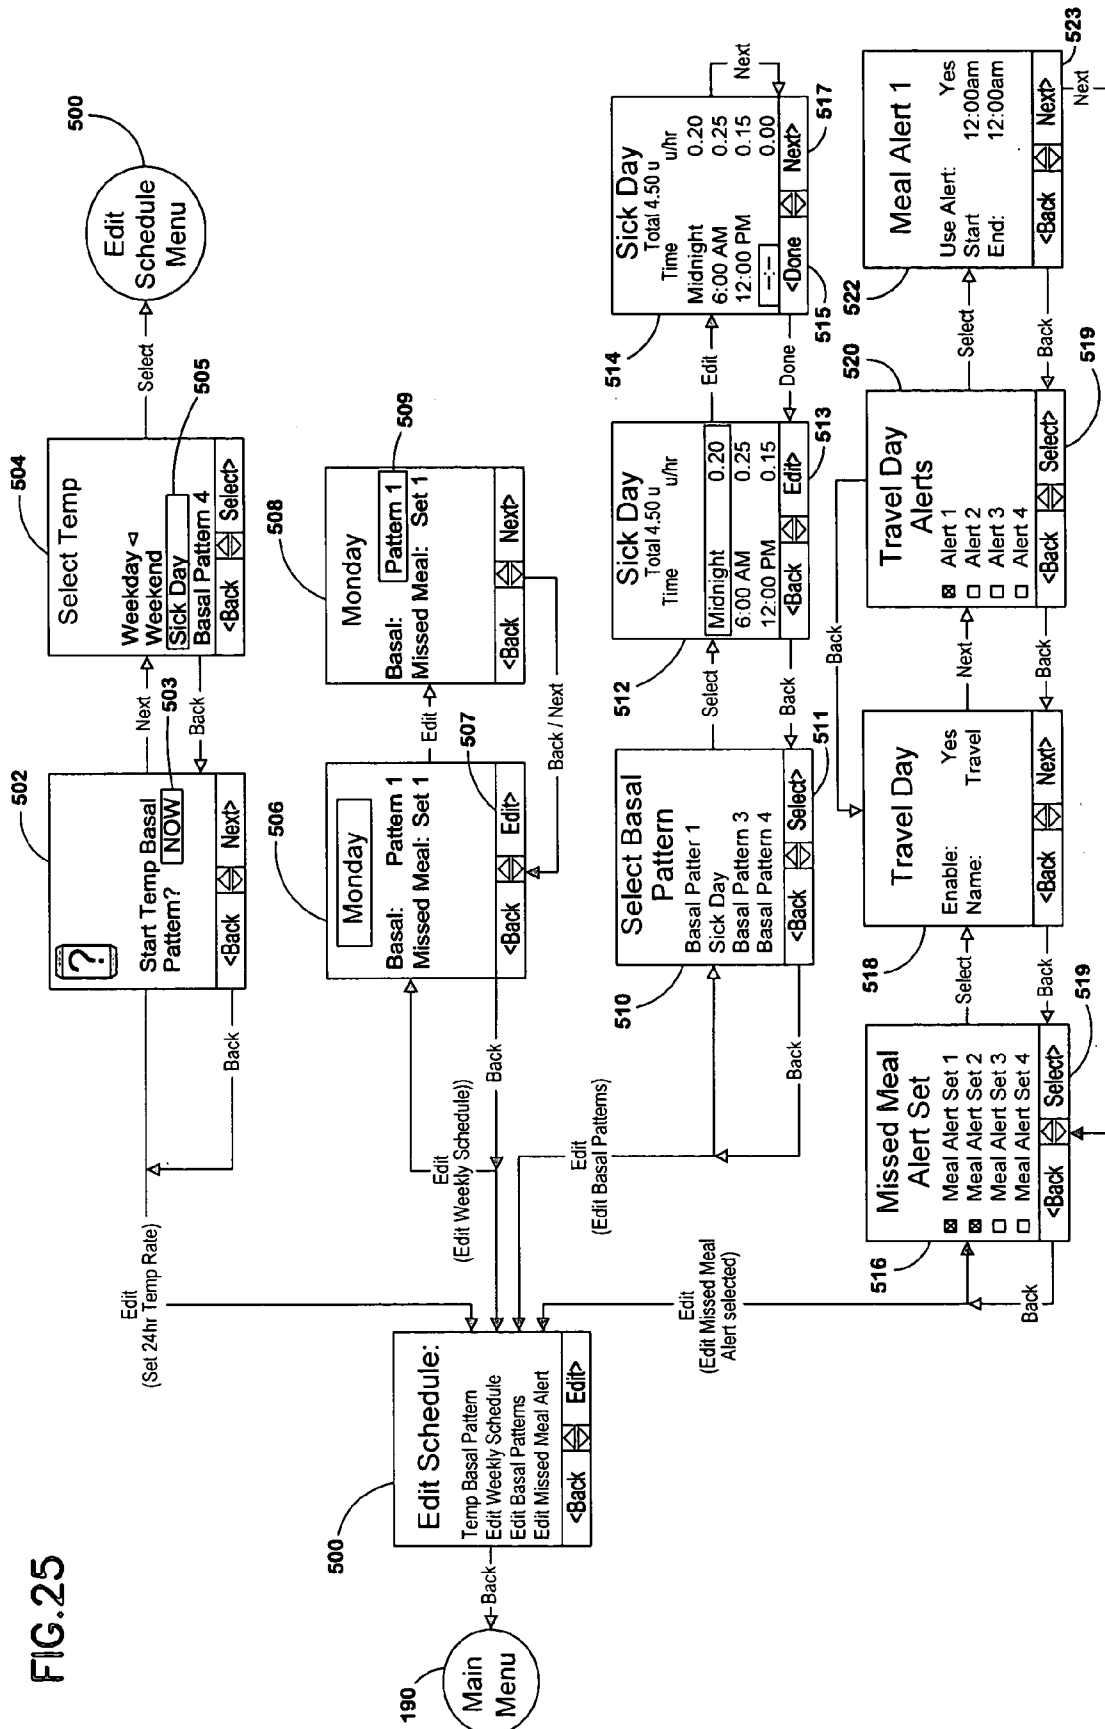 FIG.25
190
Main
Menu
Back
500
Edit Schedule:
Temp Basal Pattern
Edit Weekly Schedule
Edit Basal Patterns
Edit Missed Meal Alert
<Back
Edit>
Edit
(Set 24hr Temp Rate)
Back
502
?
Start Temp Basal
Pattem? NOW
<Back
Next>
503
Next
Back
504
Select Temp
Weekday
Weekend
Sick Day
Basal Pattern 4
<Back
Select>
505
Select
500
Edit
Schedule
Menu
Edit
(Edit Weekly Schedule))
Back
506
Monday
Basal: Pattern 1
Missed Meal: Set 1
<Back
Edit>
507
Edit
Back / Next
508
Monday
Basal: Pattern 1
Missed Meal: Set 1
<Back
Next>
509
Edit
(Edit Basal Patterns)
Back
510
Select Basal
Pattern
Basal Patter 1
Sick Day
Basal Pattern 3
Basal Pattern 4
<Back
Select>
511
Select
Back
512
Sick Day
Total 4.50 u
Time u/hr
Midnight 0.20
6:00 AM 0.25
12:00 PM 0.15
<Back
Edit>
513
Edit
Done
514
Sick Day
Total 4.50 u
Time u/hr
Midnight 0.20
6:00 AM 0.25
12:00 PM 0.15
--:-- 0.00
<Done
Next>
515
517
Next
Edit
(Edit Missed Meal
Alert selected)
Back
516
Missed Meal
Alert Set
Meal Alert Set 1
Meal Alert Set 2
Meal Alert Set 3
Meal Alert Set 4
<Back
Select>
519
Select
Back
518
Travel Day
Enable: Yes
Name: Travel
<Back
Next>
Next
Back
Back
520
Travel Day
Alerts
Alert 1
Alert 2
Alert 3
Alert 4
<Back
Select>
519
Select
Back
522
Meal Alert 1
Use Alert: Yes
Start 12:00am
End: 12:00am
<Back
Next>
523
Next